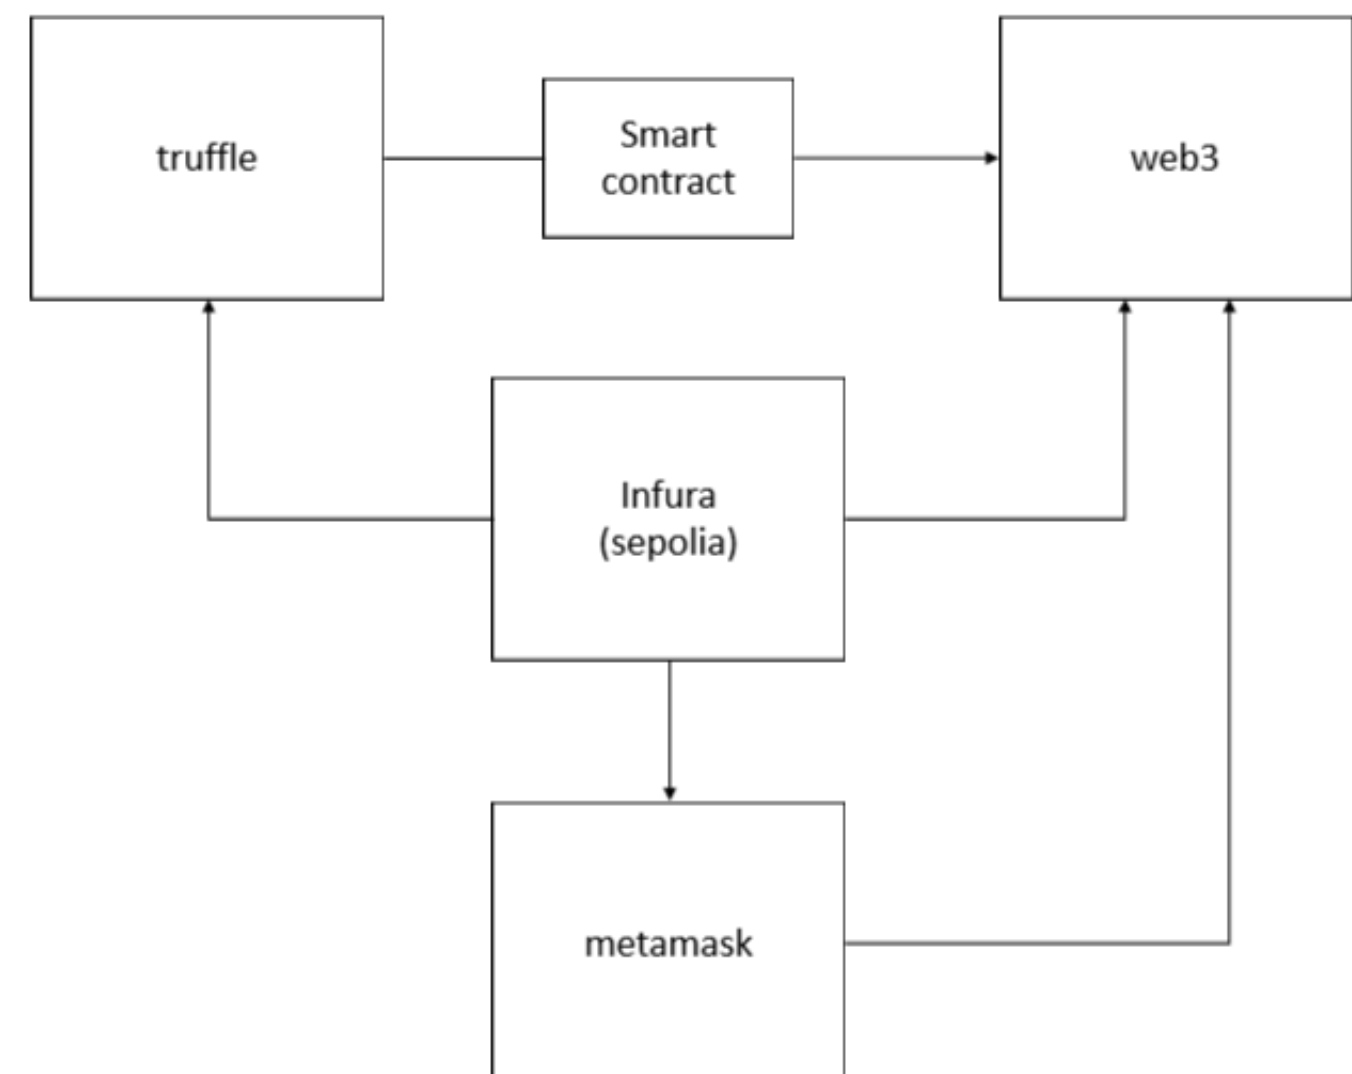 truffle
Smart
contract
web3
Infura
(sepolia)
metamask